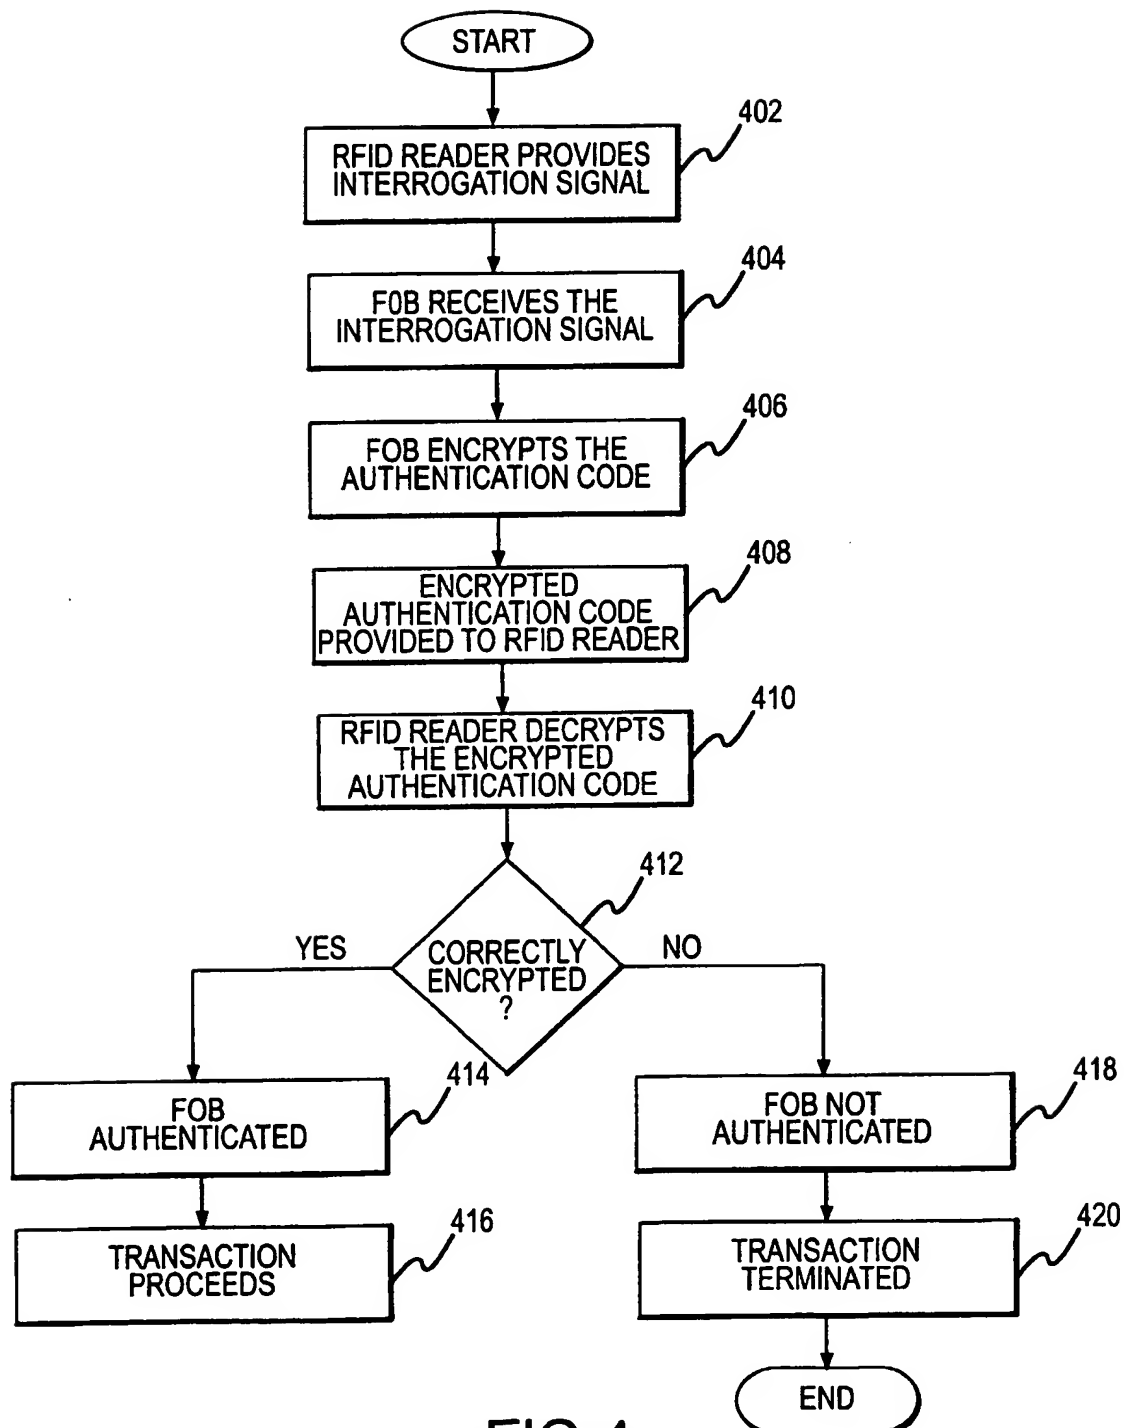 START
402
RFID READER PROVIDES
INTERROGATION SIGNAL
404
FOB RECEIVES THE
INTERROGATION SIGNAL
406
FOB ENCRYPTS THE
AUTHENTICATION CODE
408
ENCRYPTED
AUTHENTICATION CODE
PROVIDED TO RFID READER
410
RFID READER DECRYPTS
THE ENCRYPTED
AUTHENTICATION CODE
412
YES
CORRECTLY
ENCRYPTED
?
NO
414
FOB
AUTHENTICATED
418
FOB NOT
AUTHENTICATED
416
TRANSACTION
PROCEEDS
420
TRANSACTION
TERMINATED
END